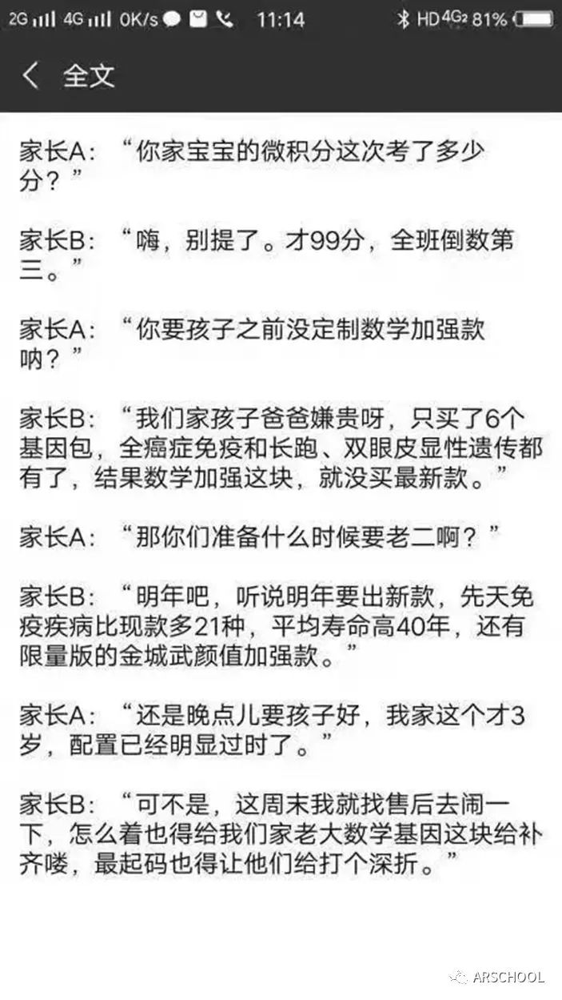 2G 4G 0K/s 11:14 HD 4G2 81%
全文
家长A：“你家宝宝的微积分这次考了多少
分？”
家长B：“嗨，别提了。才99分，全班倒数第
三。”
家长A：“你要孩子之前没定制数学加强款
呐？”
家长B：“我们家孩子爸爸嫌贵呀，只买了6个
基因包，全癌症免疫和长跑、双眼皮显性遗传都
有了，结果数学加强这块，就没买最新款。”
家长A：“那你们准备什么时候要老二啊？”
家长B：“明年吧，听说明年要出新款，先天免
疫疾病比现款多21种，平均寿命高40年，还有
限量版的金城武颜值加强款。”
家长A：“还是晚点儿要孩子好，我家这个才3
岁，配置已经明显过时了。”
家长B：“可不是，这周末我就找售后去闹一
下，怎么着也得给我们家老大数学基因这块给补
齐喽，最起码也得让他们给打个深折。”
ARSCHOOL